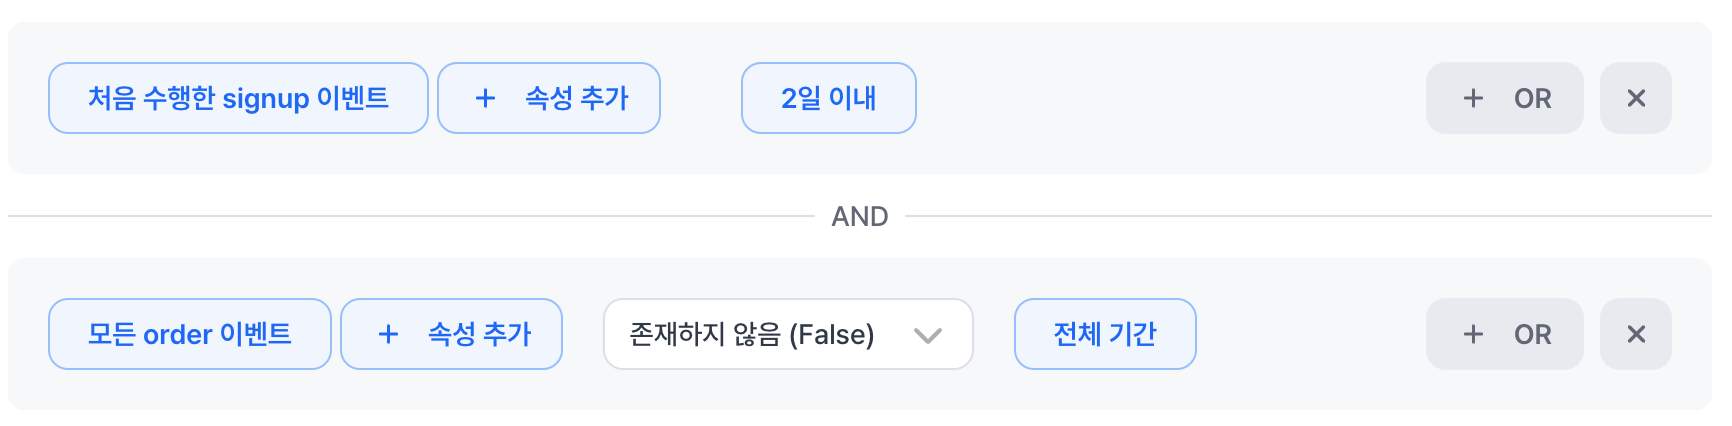 처음 수행한 signup 이벤트 + 속성 추가 2일 이내 + OR ×
AND
모든 order 이벤트 + 속성 추가 존재하지 않음 (False) 전체 기간 + OR ×